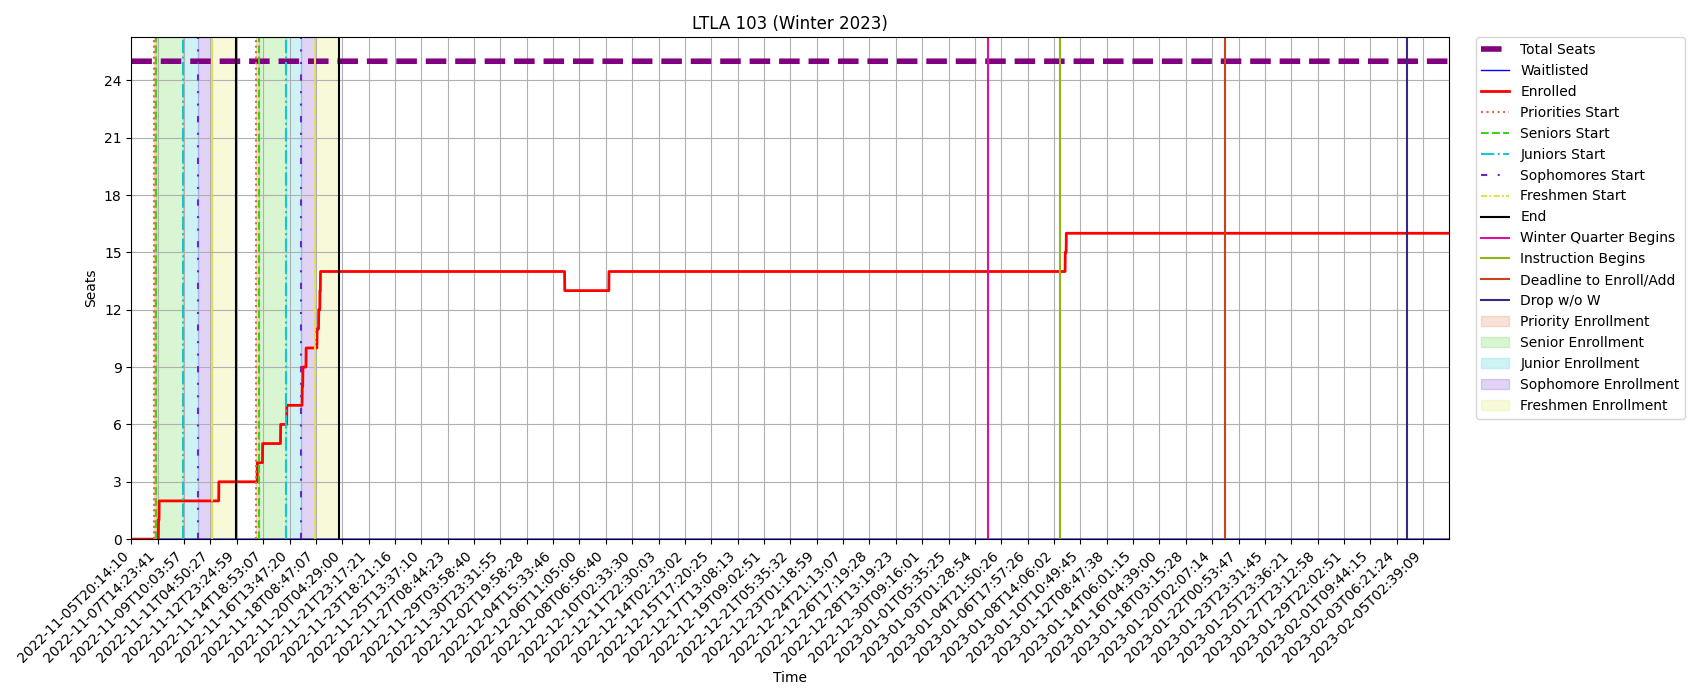 LTLA 103 (Winter 2023)
Seats
24
21
18
15
12
9
6
3
0
2022-11-05T20:14:10
2022-11-07T14:23:41
2022-11-09T10:03:57
2022-11-11T04:50:27
2022-11-12T23:24:59
2022-11-14T18:53:07
2022-11-16T13:47:20
2022-11-18T08:47:07
2022-11-20T04:29:00
2022-11-21T23:17:21
2022-11-23T18:21:16
2022-11-25T13:37:10
2022-11-27T08:44:23
2022-11-29T03:58:40
2022-11-30T23:31:55
2022-12-02T19:58:28
2022-12-04T15:33:46
2022-12-06T11:05:00
2022-12-08T06:56:40
2022-12-10T02:33:30
2022-12-11T22:30:03
2022-12-14T02:23:02
2022-12-15T17:20:25
2022-12-17T13:08:13
2022-12-19T09:02:51
2022-12-21T05:35:32
2022-12-23T01:18:59
2022-12-24T21:13:07
2022-12-26T17:19:28
2022-12-28T13:19:23
2022-12-30T09:16:01
2023-01-01T05:35:25
2023-01-03T01:28:54
2023-01-04T21:50:26
2023-01-06T17:57:26
2023-01-08T14:06:02
2023-01-10T10:49:45
2023-01-12T08:47:38
2023-01-14T06:01:15
2023-01-16T04:39:00
2023-01-18T03:15:28
2023-01-20T02:07:14
2023-01-22T00:53:47
2023-01-23T23:31:45
2023-01-25T23:36:21
2023-01-27T23:12:58
2023-01-29T22:02:51
2023-02-01T09:44:15
2023-02-03T06:21:24
2023-02-05T02:39:09
Time
Total Seats
Waitlisted
Enrolled
Priorities Start
Seniors Start
Juniors Start
Sophomores Start
Freshmen Start
End
Winter Quarter Begins
Instruction Begins
Deadline to Enroll/Add
Drop w/o W
Priority Enrollment
Senior Enrollment
Junior Enrollment
Sophomore Enrollment
Freshmen Enrollment